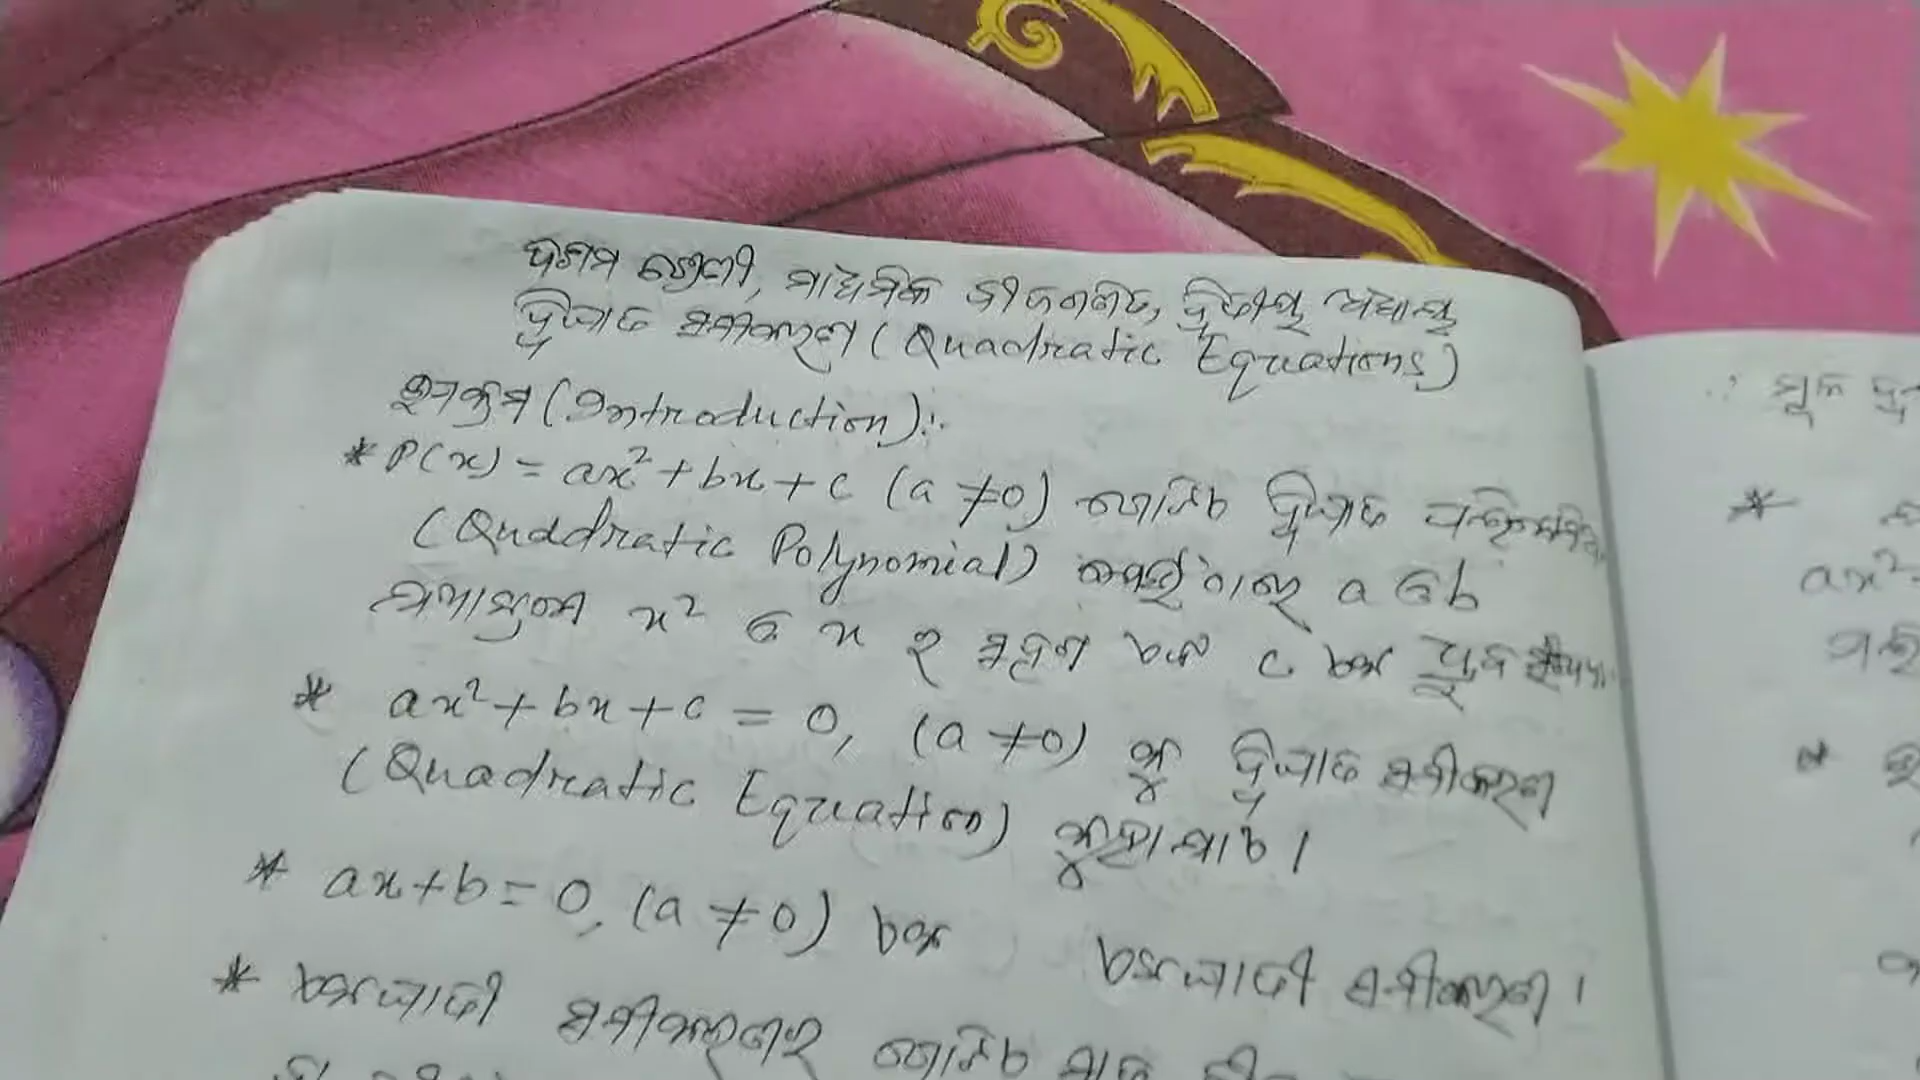 ଦଶମ ଶ୍ରେଣୀ, ମାଧ୍ୟମିକ ବୀଜଗଣିତ, ଦ୍ୱିତୀୟ ଅଧ୍ୟାୟ
ଦ୍ୱିଘାତ ସମୀକରଣ (Quadratic Equations)
ଉପକ୍ରମ (Introduction):-
* P(x) = ax²+bx+c (a ≠0) ଗୋଟିଏ ଦ୍ୱିଘାତ ପଲିନୋମିଆଲ
(Quadratic Polynomial) ଯେଉଁଠାରେ a ଓ b
ଯଥାକ୍ରମେ x² ଓ x ର ସହଗ ଏବଂ c ଏକ ଧ୍ରୁବ
* ax²+bx+c = 0, (a ≠0) କୁ ଦ୍ୱିଘାତ ସମୀକରଣ
(Quadratic Equation) କୁହାଯାଏ ।
* ax+b=0, (a ≠0) ଏକ ଏକଘାତୀ ସମୀକରଣ ।
* ଏକଘାତୀ ସମୀକରଣର ଗୋଟିଏ ମାତ୍ର
ମୂଳ
*
ax²
*